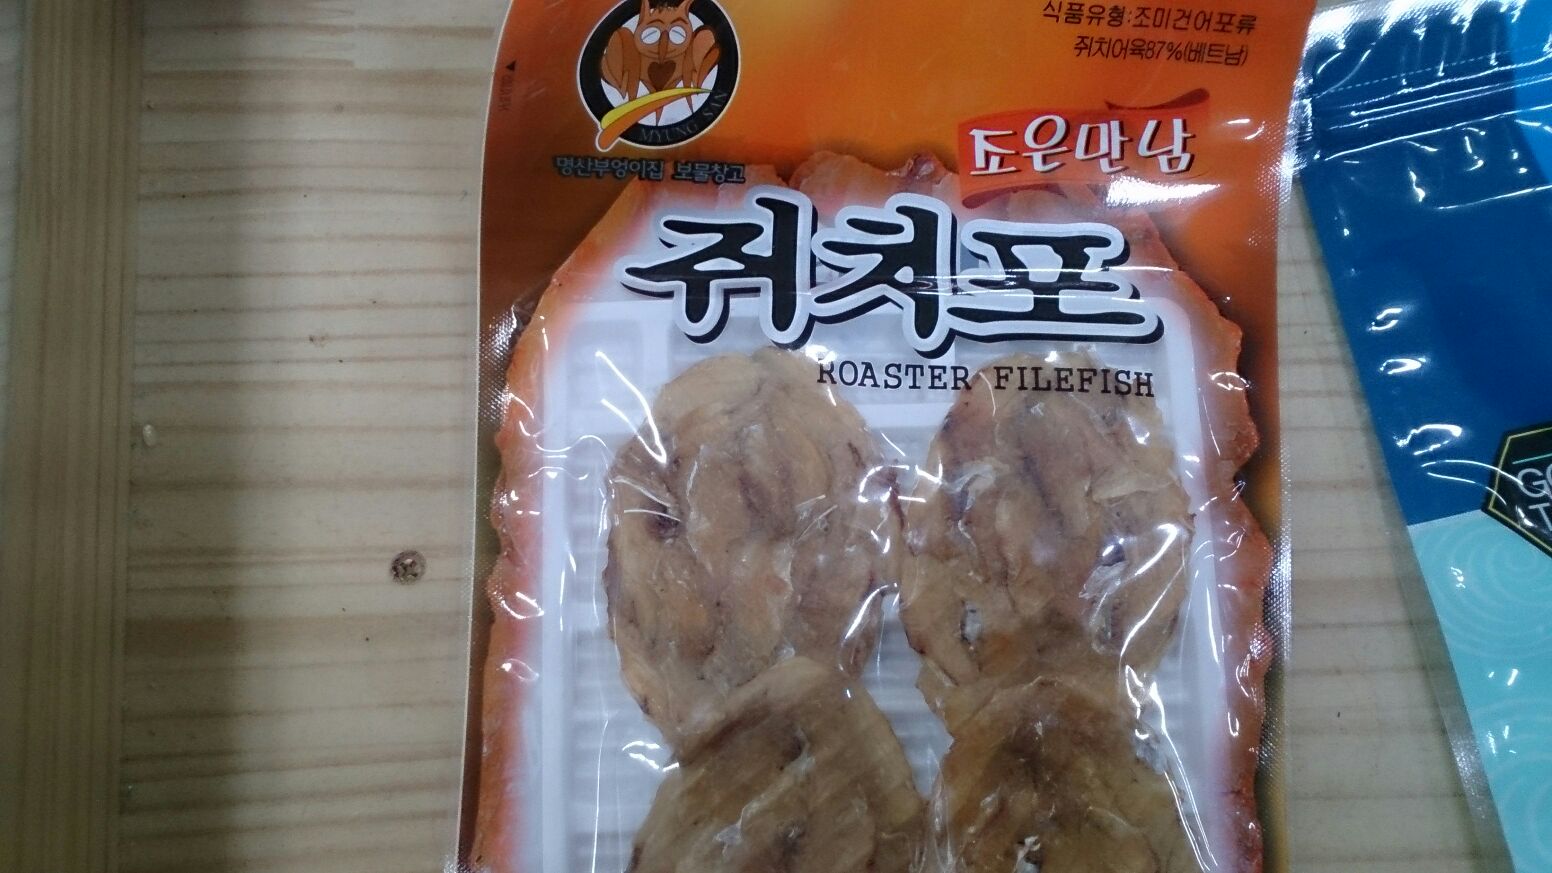 식품유형:조미건어포류
쥐치어육87%(베트남)
MYUNG SAN
명산부엉이집 보물창고
죠은만남
쥐치포
ROASTER FILEFISH